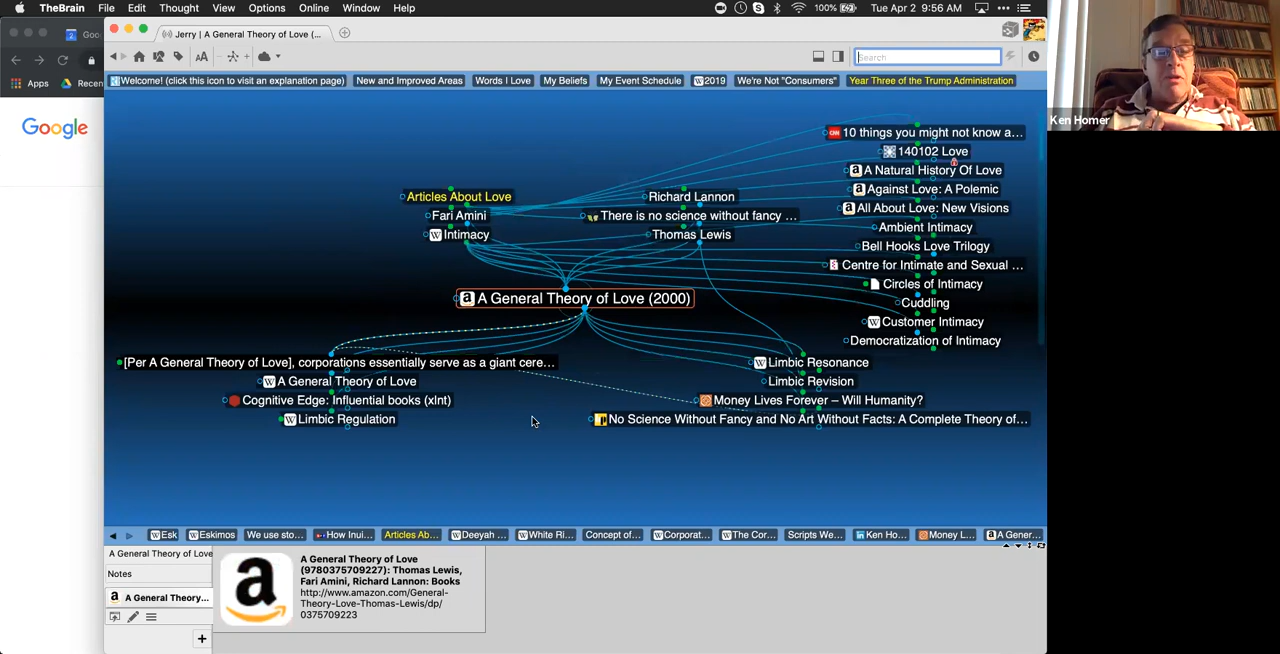 TheBrain File Edit Thought View Options Online Window Help
100% Tue Apr 2 9:56 AM
Jerry | A General Theory of Love (...
Goo
AA
Search
Apps Recen
Welcome! (click this icon to visit an explanation page) New and Improved Areas Words I Love My Beliefs My Event Schedule 2019 We're Not "Consumers" Year Three of the Trump Administration
Google
Ken Homer
10 things you might not know a...
140102 Love
A Natural History Of Love
Against Love: A Polemic
All About Love: New Visions
Ambient Intimacy
Bell Hooks Love Trilogy
Centre for Intimate and Sexual ...
Circles of Intimacy
Cuddling
Customer Intimacy
Democratization of Intimacy
Articles About Love
Fari Amini
Intimacy
Richard Lannon
There is no science without fancy ...
Thomas Lewis
A General Theory of Love (2000)
[Per A General Theory of Love], corporations essentially serve as a giant cere...
A General Theory of Love
Cognitive Edge: Influential books (xInt)
Limbic Regulation
Limbic Resonance
Limbic Revision
Money Lives Forever – Will Humanity?
No Science Without Fancy and No Art Without Facts: A Complete Theory of...
Esk Eskimos We use sto... How Inui... Articles Ab... Deeyah ... White Ri... Concept of... Corporat... The Cor... Scripts We... Ken Ho... Money L... A Gener...
A General Theory of Love
Notes
A General Theory...
A General Theory of Love
(9780375709227): Thomas Lewis,
Fari Amini, Richard Lannon: Books
http://www.amazon.com/General-
Theory-Love-Thomas-Lewis/dp/
0375709223